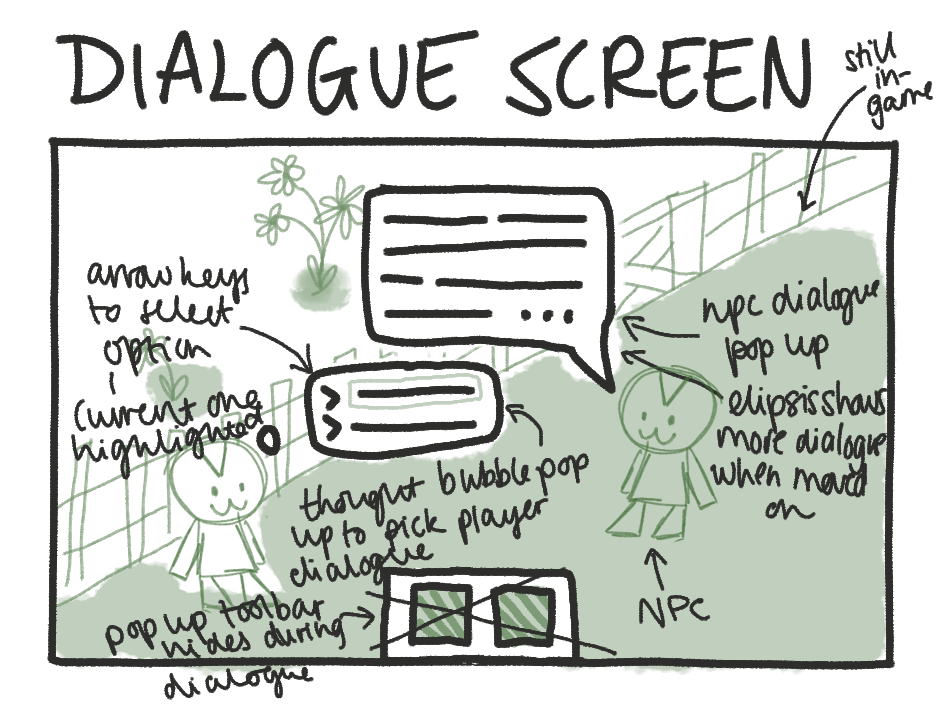 DIALOGUE SCREEN
still
in-
game
arrow keys
to select
option
current one
highlighted
npc dialogue
pop up
elipsis shows
more dialogue
when moved
on
thought bubble pop
up to pick player
dialogue
NPC
pop up toolbar
hides during
dialogue